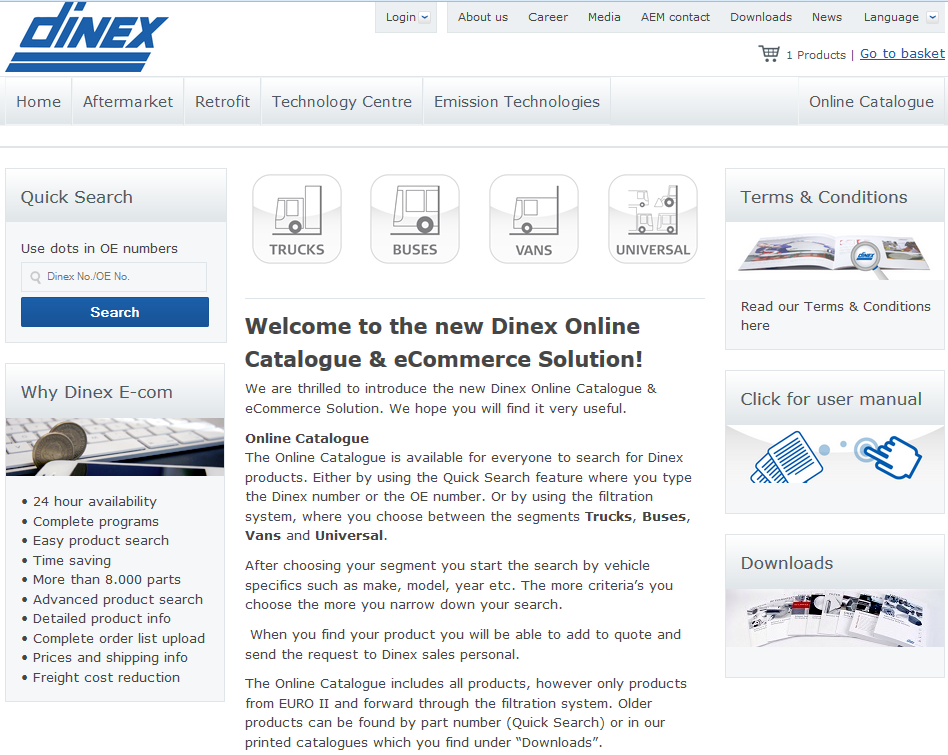 dinex
Login
About us
Career
Media
AEM contact
Downloads
News
Language
1 Products | Go to basket
Home
Aftermarket
Retrofit
Technology Centre
Emission Technologies
Online Catalogue
Quick Search
Use dots in OE numbers
Dinex No./OE No.
Search
Why Dinex E-com
• 24 hour availability
• Complete programs
• Easy product search
• Time saving
• More than 8.000 parts
• Advanced product search
• Detailed product info
• Complete order list upload
• Prices and shipping info
• Freight cost reduction
TRUCKS
BUSES
VANS
UNIVERSAL
Welcome to the new Dinex Online
Catalogue & eCommerce Solution!
We are thrilled to introduce the new Dinex Online Catalogue &
eCommerce Solution. We hope you will find it very useful.
Online Catalogue
The Online Catalogue is available for everyone to search for Dinex
products. Either by using the Quick Search feature where you type
the Dinex number or the OE number. Or by using the filtration
system, where you choose between the segments Trucks, Buses,
Vans and Universal.
After choosing your segment you start the search by vehicle
specifics such as make, model, year etc. The more criteria's you
choose the more you narrow down your search.
When you find your product you will be able to add to quote and
send the request to Dinex sales personal.
The Online Catalogue includes all products, however only products
from EURO II and forward through the filtration system. Older
products can be found by part number (Quick Search) or in our
printed catalogues which you find under “Downloads”.
Terms & Conditions
dinex
Read our Terms & Conditions
here
Click for user manual
Downloads